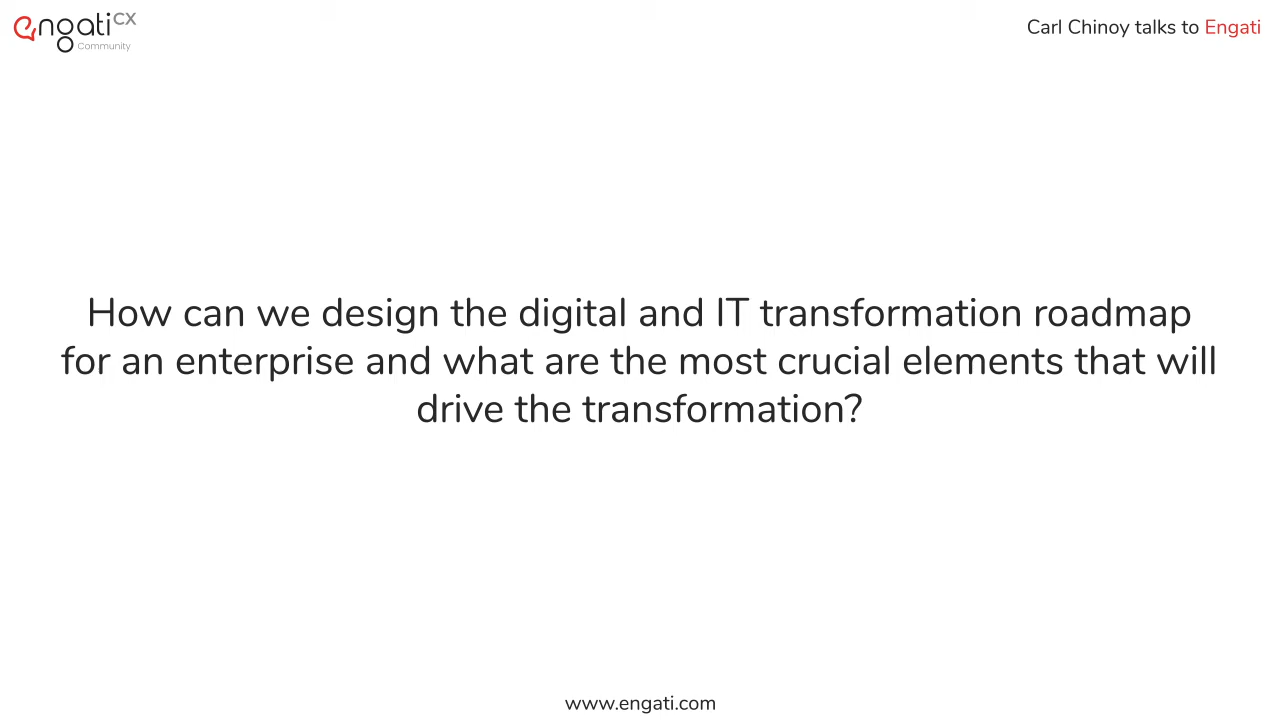 engati CX
Community
Carl Chinoy talks to Engati
How can we design the digital and IT transformation roadmap
for an enterprise and what are the most crucial elements that will
drive the transformation?
www.engati.com